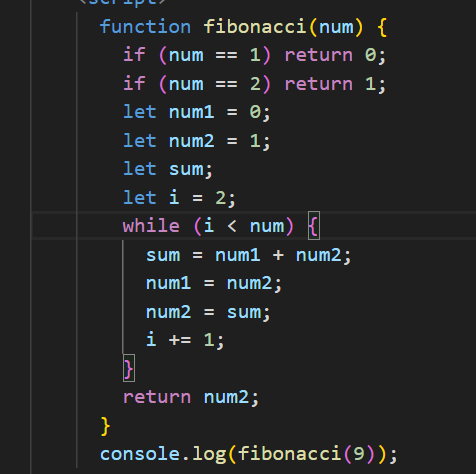 <script>
function fibonacci(num) {
if (num == 1) return 0;
if (num == 2) return 1;
let num1 = 0;
let num2 = 1;
let sum;
let i = 2;
while (i < num) {
sum = num1 + num2;
num1 = num2;
num2 = sum;
i += 1;
}
return num2;
}
console.log(fibonacci(9));